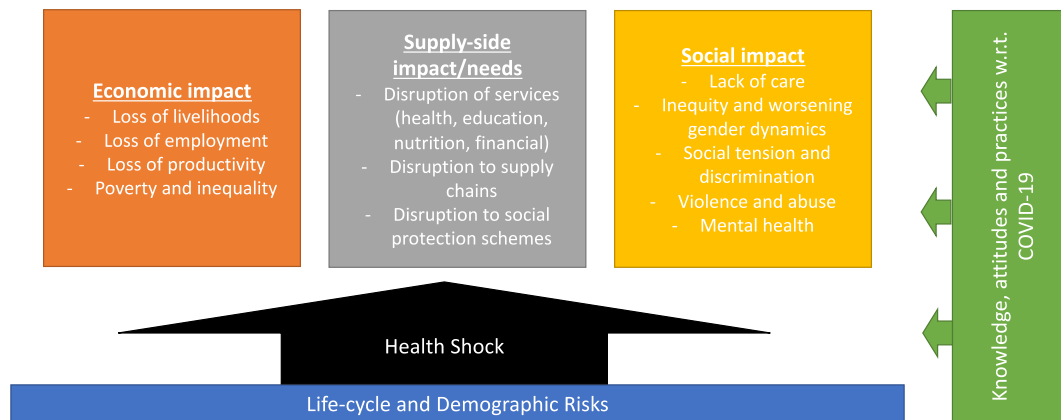 Economic impact
- Loss of livelihoods
- Loss of employment
- Loss of productivity
- Poverty and inequality
Supply-side
impact/needs
- Disruption of services
(health, education,
nutrition, financial)
- Disruption to supply
chains
- Disruption to social
protection schemes
Social impact
- Lack of care
- Inequity and worsening
gender dynamics
- Social tension and
discrimination
- Violence and abuse
- Mental health
Knowledge, attitudes and practices w.r.t.
COVID-19
Health Shock
Life-cycle and Demographic Risks